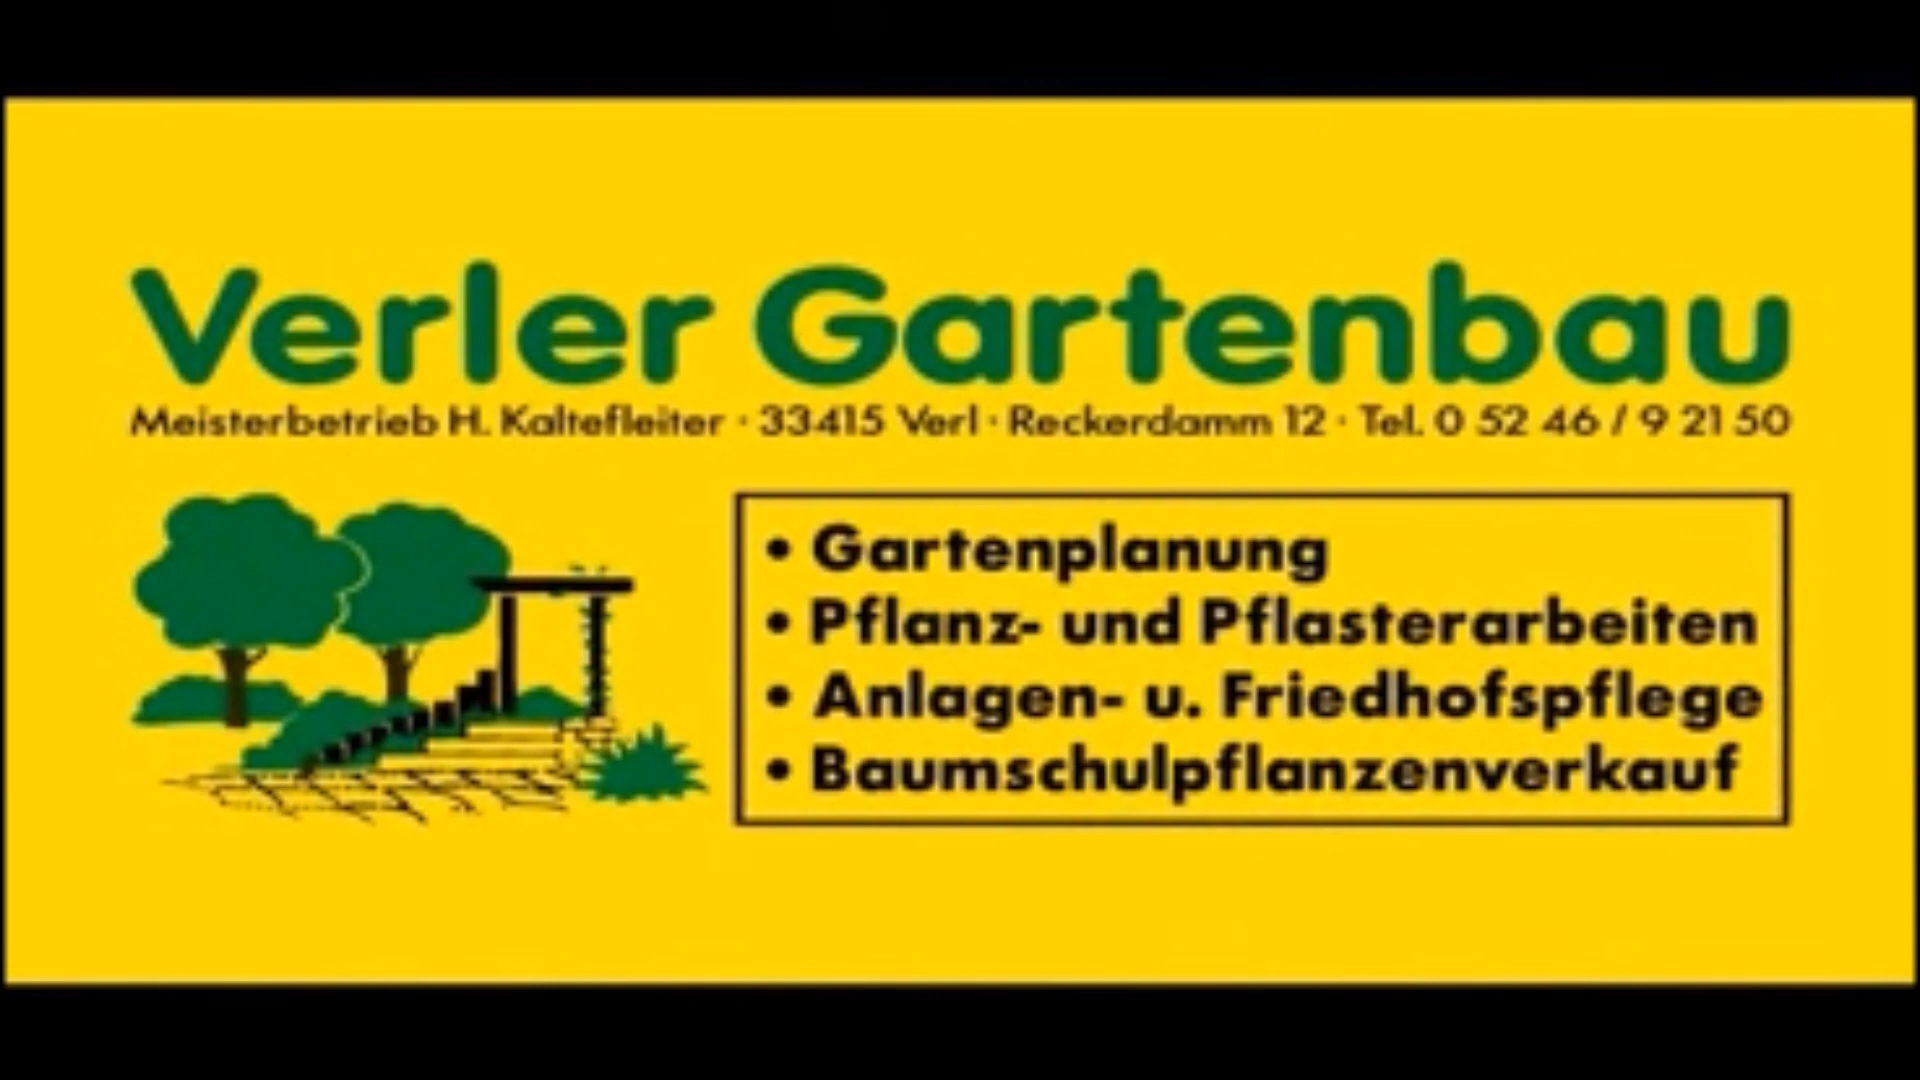 Verler Gartenbau
Meisterbetrieb H. Kaltefleiter · 33415 Verl · Reckerdamm 12 · Tel. 0 52 46 / 9 21 50
• Gartenplanung
• Pflanz- und Pflasterarbeiten
• Anlagen- u. Friedhofspflege
• Baumschulpflanzenverkauf